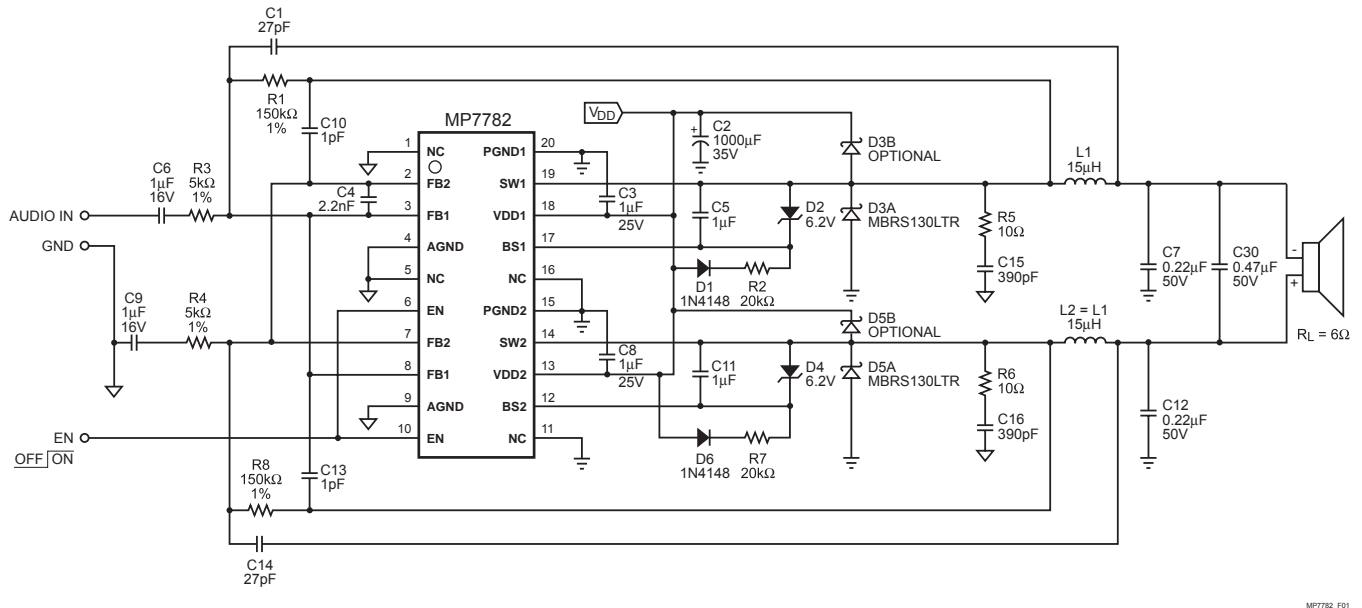 C1
27pF
R1
150kΩ
1%
C10
1pF
MP7782
VDD
C2
1000µF
35V
+
D3B
OPTIONAL
L1
15µH
C6
1µF
16V
R3
5kΩ
1%
C4
2.2nF
AUDIO IN
GND
C9
1µF
16V
R4
5kΩ
1%
EN
OFF ON
1 NC
2 FB2
3 FB1
4 AGND
5 NC
6 EN
7 FB2
8 FB1
9 AGND
10 EN
PGND1 20
SW1 19
VDD1 18
BS1 17
NC 16
PGND2 15
SW2 14
VDD2 13
BS2 12
NC 11
C3
1µF
25V
C5
1µF
D2
6.2V
D3A
MBRS130LTR
D1
1N4148
R2
20kΩ
R5
10Ω
C15
390pF
C7
0.22µF
50V
C30
0.47µF
50V
-
+
RL = 6Ω
D5B
OPTIONAL
L2 = L1
15µH
C8
1µF
25V
C11
1µF
D4
6.2V
D5A
MBRS130LTR
D6
1N4148
R7
20kΩ
R6
10Ω
C16
390pF
C12
0.22µF
50V
R8
150kΩ
1%
C13
1pF
C14
27pF
MP7782_F01